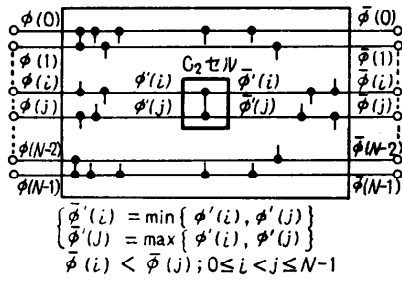 ϕ(0) ϕ̄(0)
ϕ(1) C₂セル ϕ̄(1)
ϕ(i) ϕ'(i) ϕ̄'(i) ϕ̄(i)
ϕ(j) ϕ'(j) ϕ̄'(j) ϕ̄(j)
ϕ(N-2) ϕ̄(N-2)
ϕ(N-1) ϕ̄(N-1)
{ϕ̄'(i) = min{ ϕ'(i), ϕ'(j)}
ϕ̄'(J) = max{ ϕ'(i), ϕ'(j)}
ϕ̄(i) < ϕ̄(j) ; 0≤i<j≤N-1